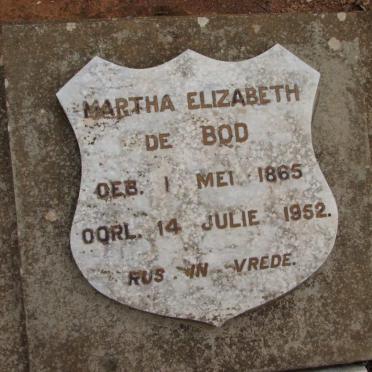 MARTHA ELIZABETH
DE BOD
GEB. 1 MEI 1865
OORL. 14 JULIE 1952.
RUS IN VREDE.